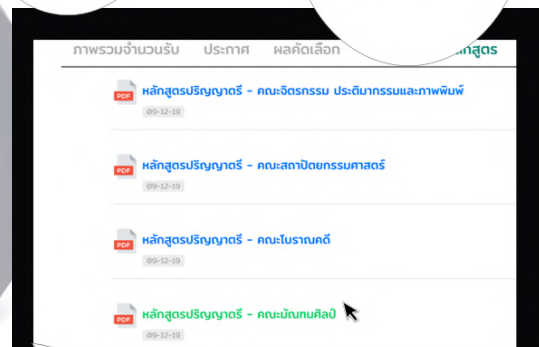 ภาพรวมจำนวนรับ ประกาศ ผลคัดเลือก
PDF หลักสูตรปริญญาตรี - คณะจิตรกรรม ประติมากรรมและภาพพิมพ์
09-12-19
PDF หลักสูตรปริญญาตรี - คณะสถาปัตยกรรมศาสตร์
09-12-19
PDF หลักสูตรปริญญาตรี - คณะโบราณคดี
09-12-19
PDF หลักสูตรปริญญาตรี - คณะมัณฑนศิลป์
09-12-19